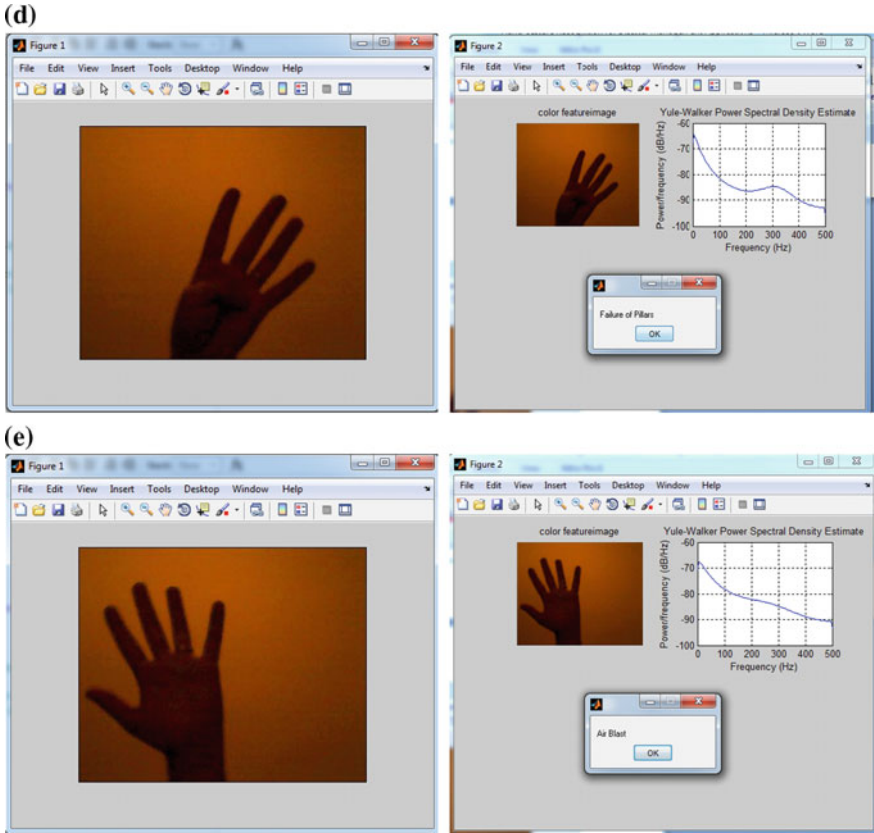 (d)
Figure 1
File Edit View Insert Tools Desktop Window Help
Figure 2
File Edit View Insert Tools Desktop Window Help
color featureimage
Yule-Walker Power Spectral Density Estimate
Power/frequency (dB/Hz)
-60
-70
-80
-90
-100
0 100 200 300 400 500
Frequency (Hz)
Failure of Pillars
OK
(e)
Figure 1
File Edit View Insert Tools Desktop Window Help
Figure 2
File Edit View Insert Tools Desktop Window Help
color featureimage
Yule-Walker Power Spectral Density Estimate
Power/frequency (dB/Hz)
-60
-70
-80
-90
-100
0 100 200 300 400 500
Frequency (Hz)
Air Blast
OK